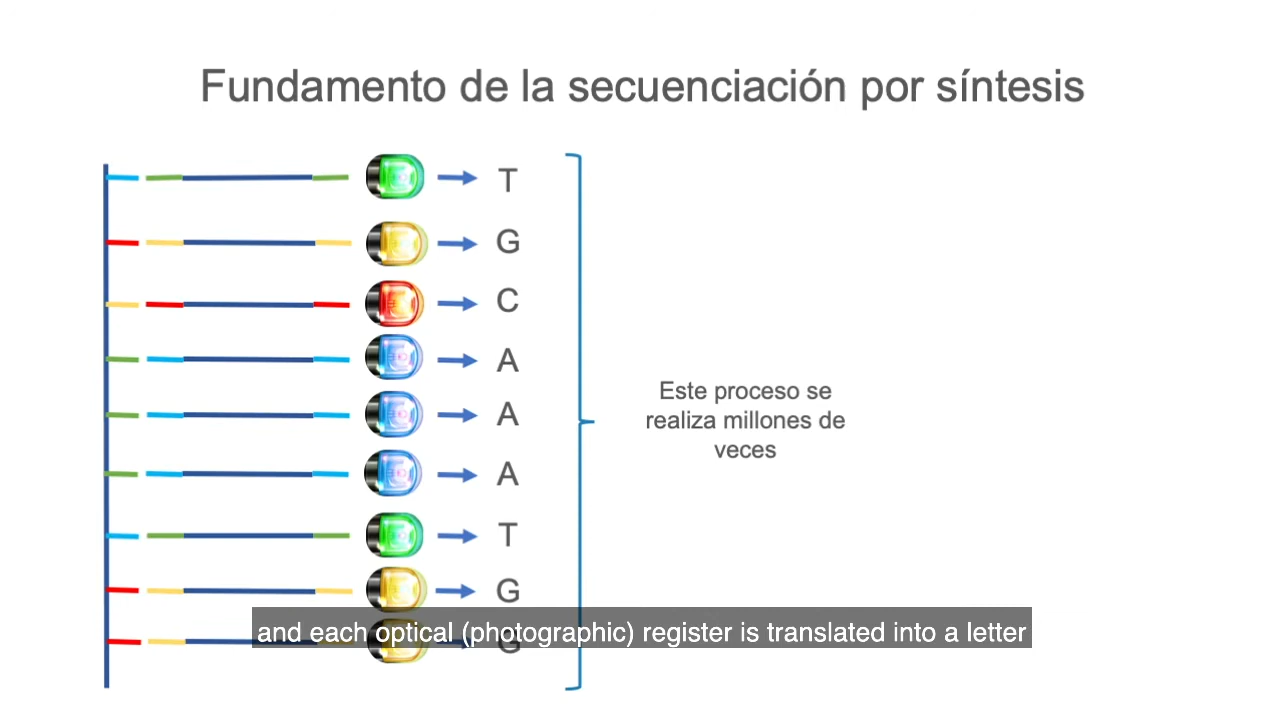 Fundamento de la secuenciación por síntesis
T
G
C
A
A
A
T
G
G
Este proceso se
realiza millones de
veces
and each optical (photographic) register is translated into a letter